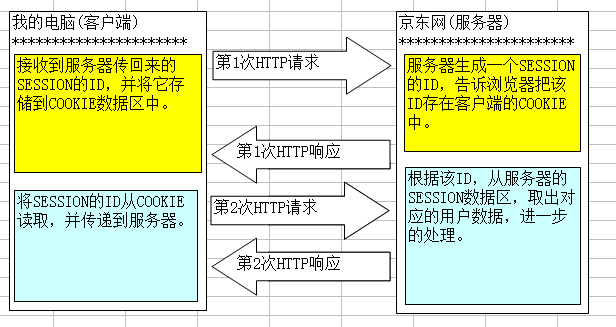 我的电脑(客户端)
**********************
接收到服务器传回来的
SESSION的ID，并将它存
储到COOKIE数据区中。
将SESSION的ID从COOKIE
读取，并传递到服务器。
第1次HTTP请求
第1次HTTP响应
第2次HTTP请求
第2次HTTP响应
京东网(服务器)
**********************
服务器生成一个SESSION
的ID，告诉浏览器把该
ID存在客户端的COOKIE
中。
根据该ID，从服务器的
SESSION数据区，取出对
应的用户数据，进一步
的处理。